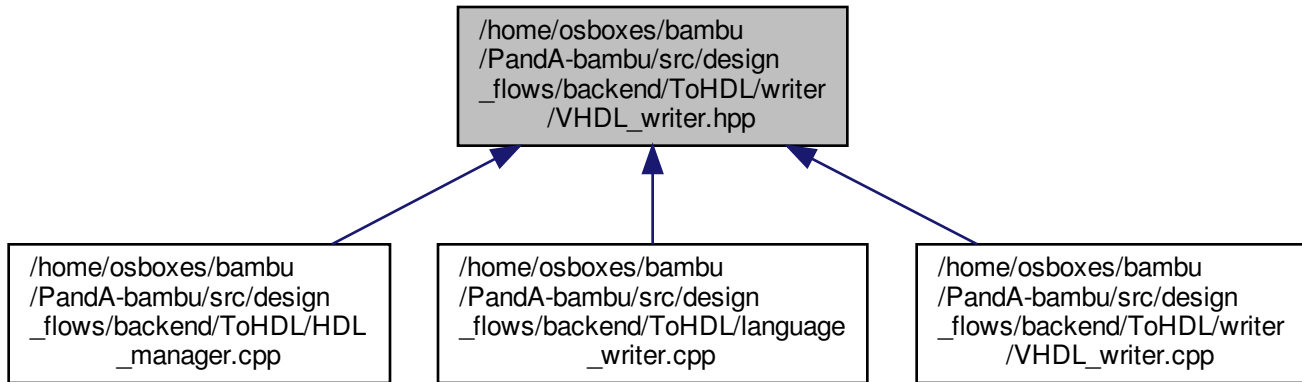 /home/osboxes/bambu
/PandA-bambu/src/design
_flows/backend/ToHDL/writer
/VHDL_writer.hpp
/home/osboxes/bambu
/PandA-bambu/src/design
_flows/backend/ToHDL/HDL
_manager.cpp
/home/osboxes/bambu
/PandA-bambu/src/design
_flows/backend/ToHDL/language
_writer.cpp
/home/osboxes/bambu
/PandA-bambu/src/design
_flows/backend/ToHDL/writer
/VHDL_writer.cpp